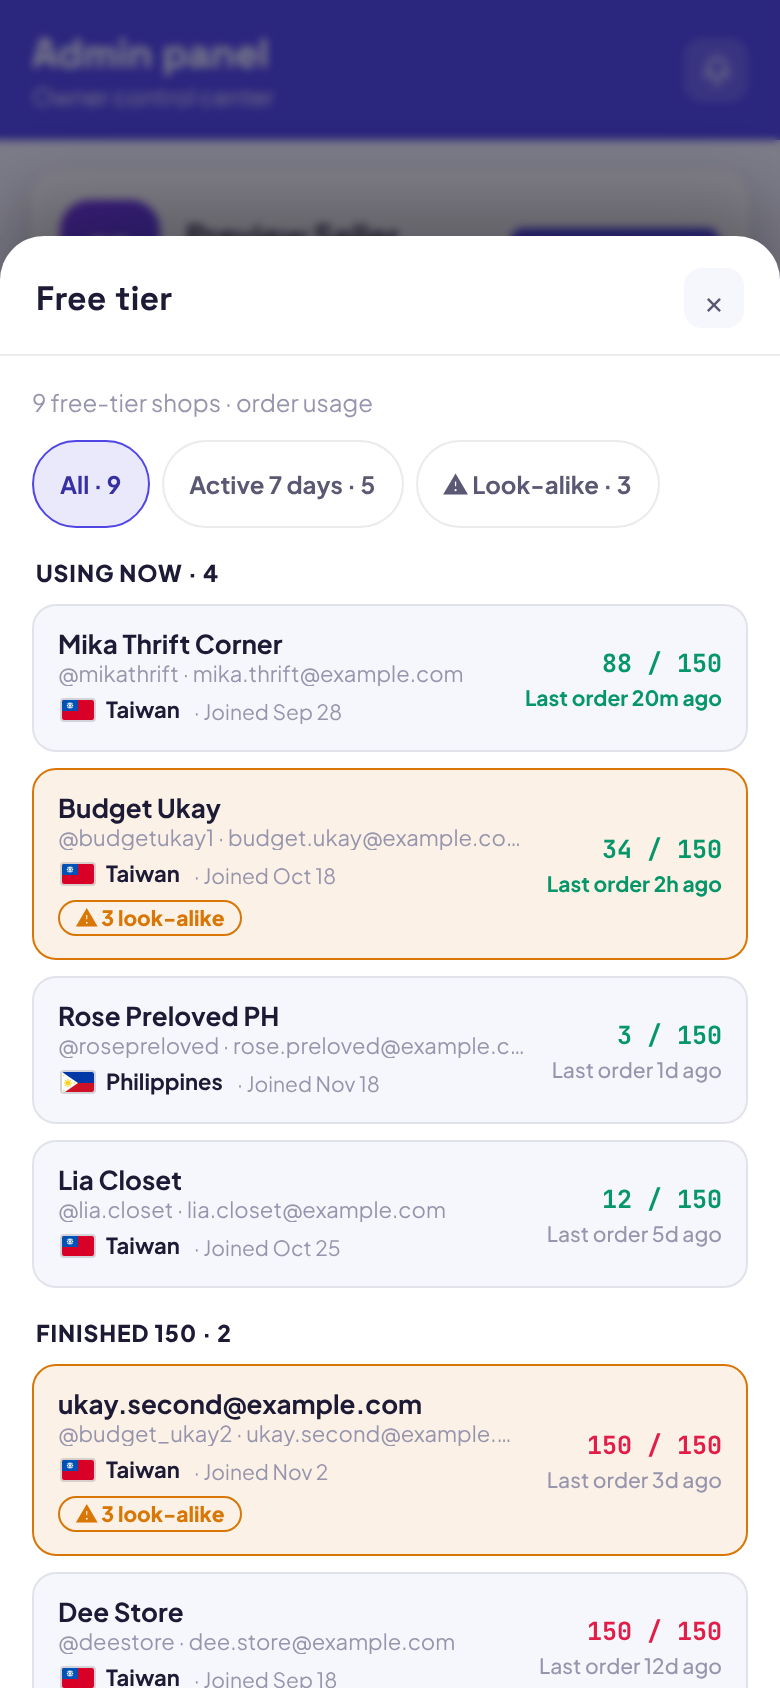 Admin panel
Owner control center
Preview Seller
Free tier
9 free-tier shops · order usage
All · 9
Active 7 days · 5
⚠ Look-alike · 3
USING NOW · 4
Mika Thrift Corner
@mikathrift · mika.thrift@example.com
Taiwan · Joined Sep 28
88 / 150
Last order 20m ago
Budget Ukay
@budgetukay1 · budget.ukay@example.co…
Taiwan · Joined Oct 18
⚠ 3 look-alike
34 / 150
Last order 2h ago
Rose Preloved PH
@rosepreloved · rose.preloved@example.c…
Philippines · Joined Nov 18
3 / 150
Last order 1d ago
Lia Closet
@lia.closet · lia.closet@example.com
Taiwan · Joined Oct 25
12 / 150
Last order 5d ago
FINISHED 150 · 2
ukay.second@example.com
@budget_ukay2 · ukay.second@example.…
Taiwan · Joined Nov 2
⚠ 3 look-alike
150 / 150
Last order 3d ago
Dee Store
@deestore · dee.store@example.com
Taiwan · Joined Sep 18
150 / 150
Last order 12d ago